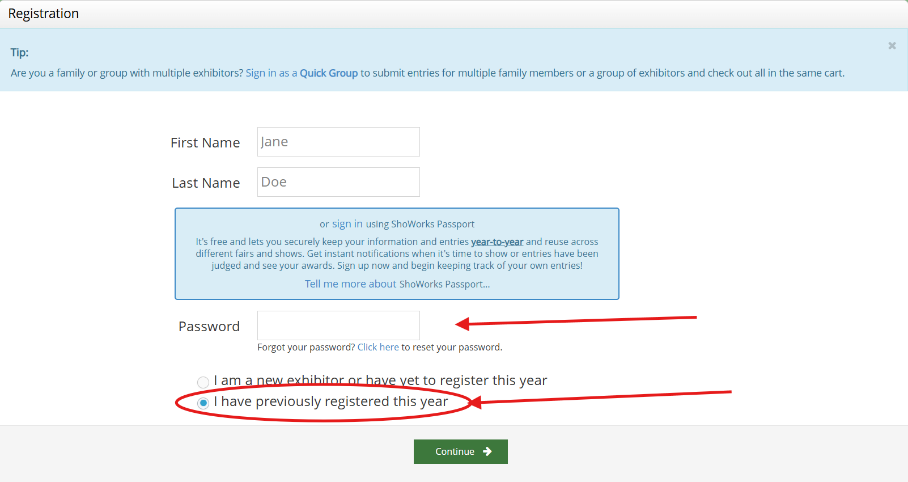 Registration
Tip:
Are you a family or group with multiple exhibitors? Sign in as a Quick Group to submit entries for multiple family members or a group of exhibitors and check out all in the same cart.
First Name
Jane
Last Name
Doe
or sign in using ShoWorks Passport
It's free and lets you securely keep your information and entries year-to-year and reuse across
different fairs and shows. Get instant notifications when it's time to show or entries have been
judged and see your awards. Sign up now and begin keeping track of your own entries!
Tell me more about ShoWorks Passport...
Password
Forgot your password? Click here to reset your password.
I am a new exhibitor or have yet to register this year
I have previously registered this year
Continue